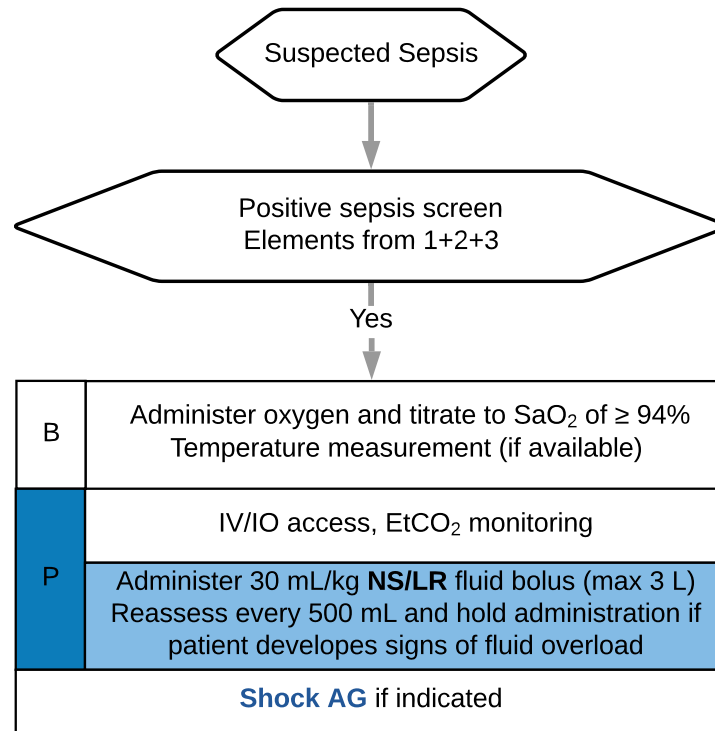 Suspected Sepsis
Positive sepsis screen
Elements from 1+2+3
Yes
B
Administer oxygen and titrate to SaO₂ of ≥ 94%
Temperature measurement (if available)
P
IV/IO access, EtCO₂ monitoring
Administer 30 mL/kg NS/LR fluid bolus (max 3 L)
Reassess every 500 mL and hold administration if
patient developes signs of fluid overload
Shock AG if indicated